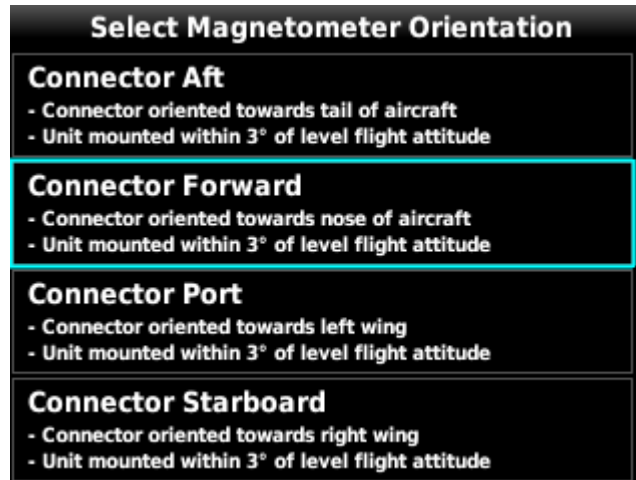 Select Magnetometer Orientation
Connector Aft
- Connector oriented towards tail of aircraft
- Unit mounted within 3° of level flight attitude
Connector Forward
- Connector oriented towards nose of aircraft
- Unit mounted within 3° of level flight attitude
Connector Port
- Connector oriented towards left wing
- Unit mounted within 3° of level flight attitude
Connector Starboard
- Connector oriented towards right wing
- Unit mounted within 3° of level flight attitude